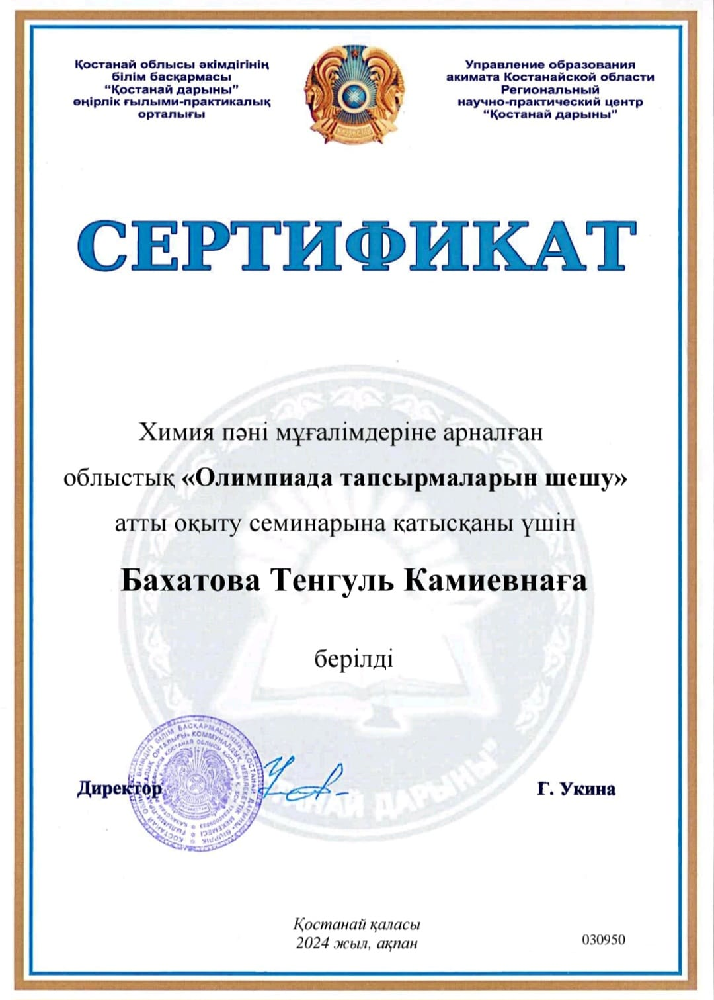 Қостанай облысы әкімдігінің
білім басқармасы
“Қостанай дарыны”
өңірлік ғылыми-практикалық
орталығы
Управление образования
акимата Костанайской области
Региональный
научно-практический центр
“Қостанай дарыны”
СЕРТИФИКАТ
Химия пәні мұғалімдеріне арналған
облыстық «Олимпиада тапсырмаларын шешу»
атты оқыту семинарына қатысқаны үшін
Бахатова Тенгуль Камиевнаға
берілді
Директор
Г. Укина
ДАРЫНЫ”
Қостанай қаласы
2024 жыл, ақпан
030950